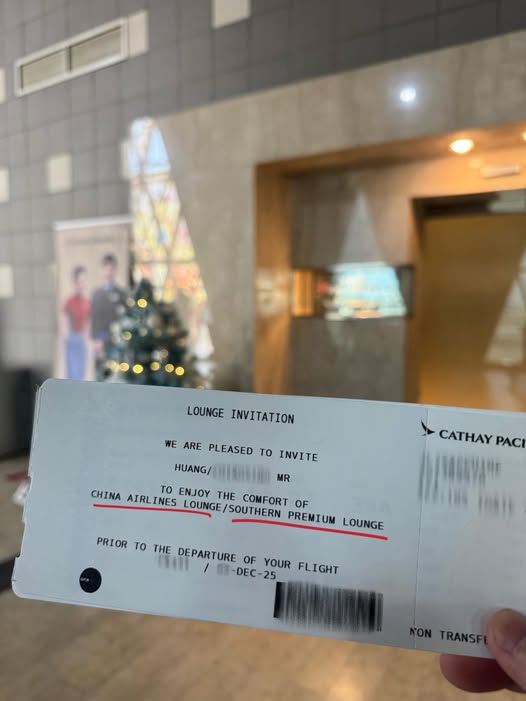 LOUNGE INVITATION
WE ARE PLEASED TO INVITE
HUANG/ MR
TO ENJOY THE COMFORT OF
CHINA AIRLINES LOUNGE/SOUTHERN PREMIUM LOUNGE
PRIOR TO THE DEPARTURE OF YOUR FLIGHT
/ -DEC-25
CATHAY PACI
NON TRANSF